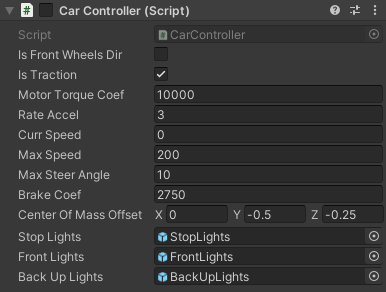 Car Controller (Script)
Script CarController
Is Front Wheels Dir
Is Traction
Motor Torque Coef 10000
Rate Accel 3
Curr Speed 0
Max Speed 200
Max Steer Angle 10
Brake Coef 2750
Center Of Mass Offset X 0 Y -0.5 Z -0.25
Stop Lights StopLights
Front Lights FrontLights
Back Up Lights BackUpLights